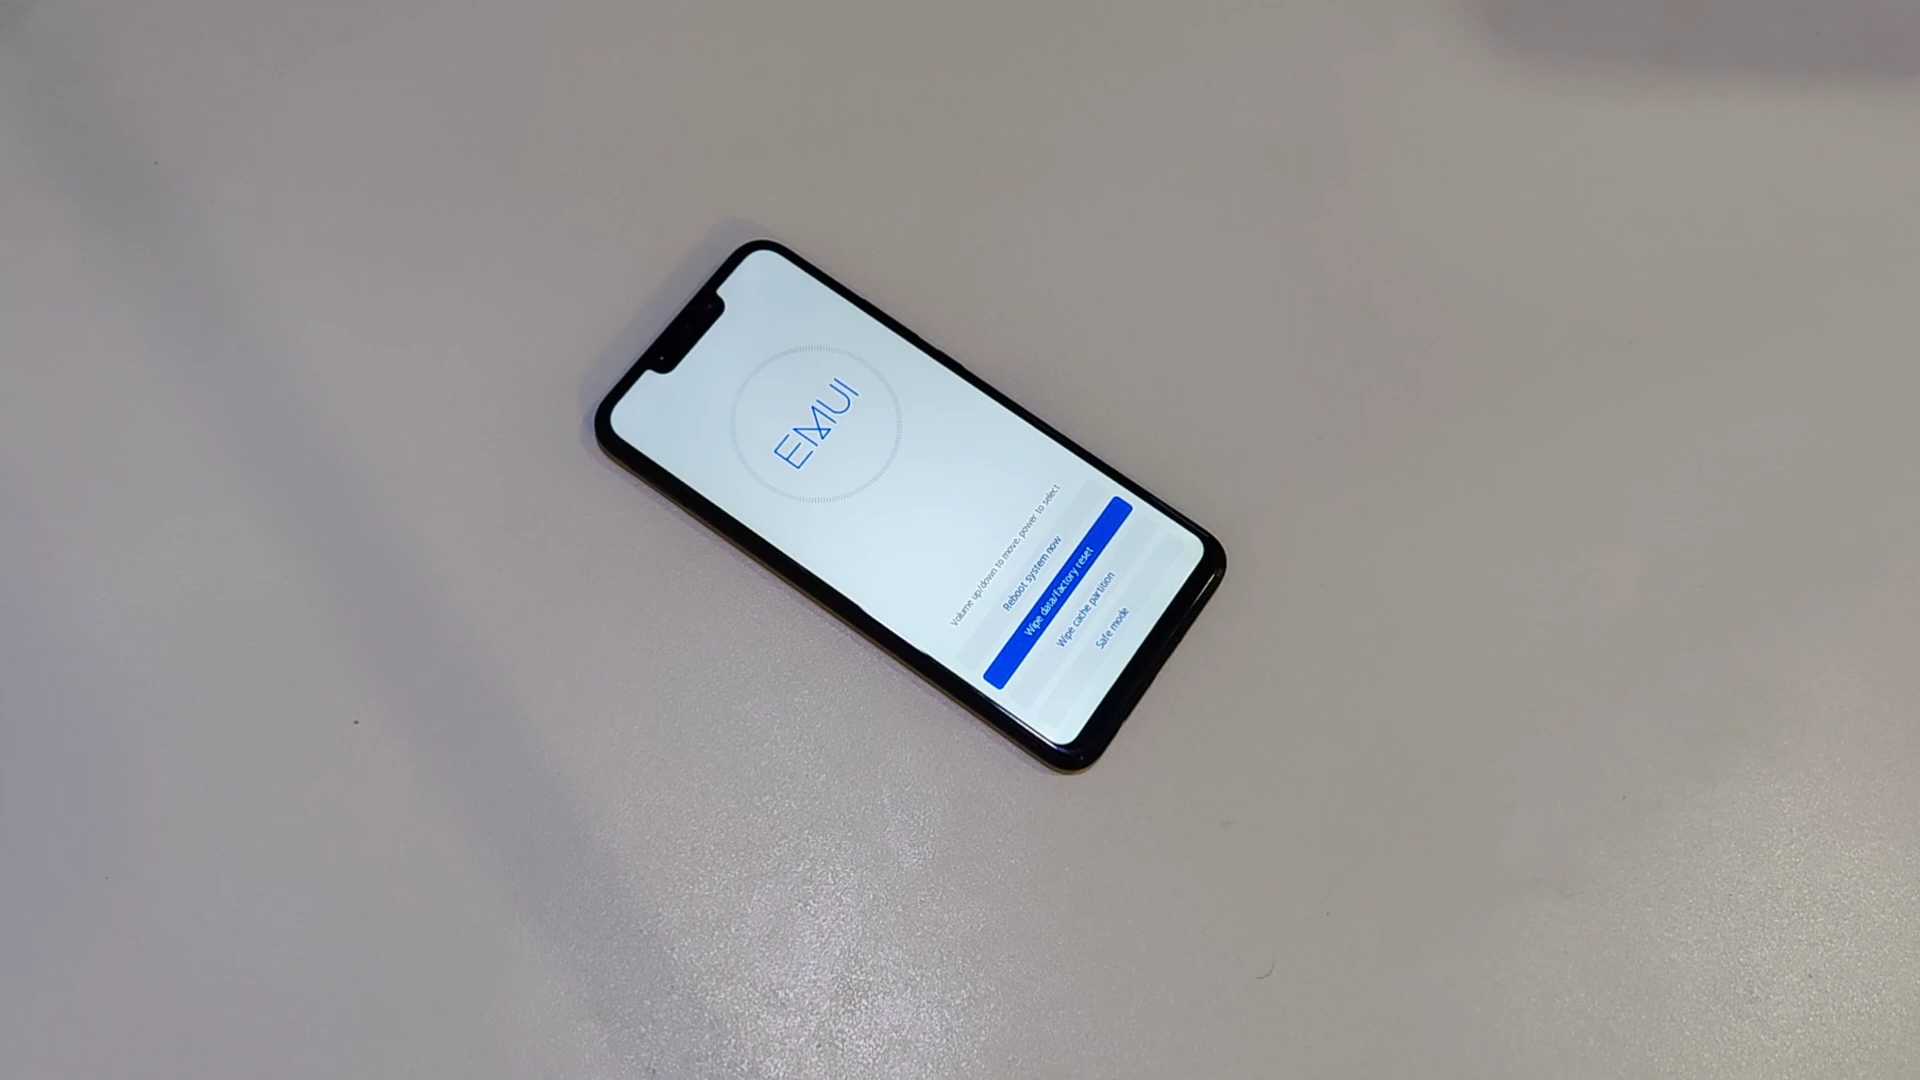 EMUI
Volume up/down to move, power to select
Reboot system now
Wipe data/factory reset
Wipe cache partition
Safe mode